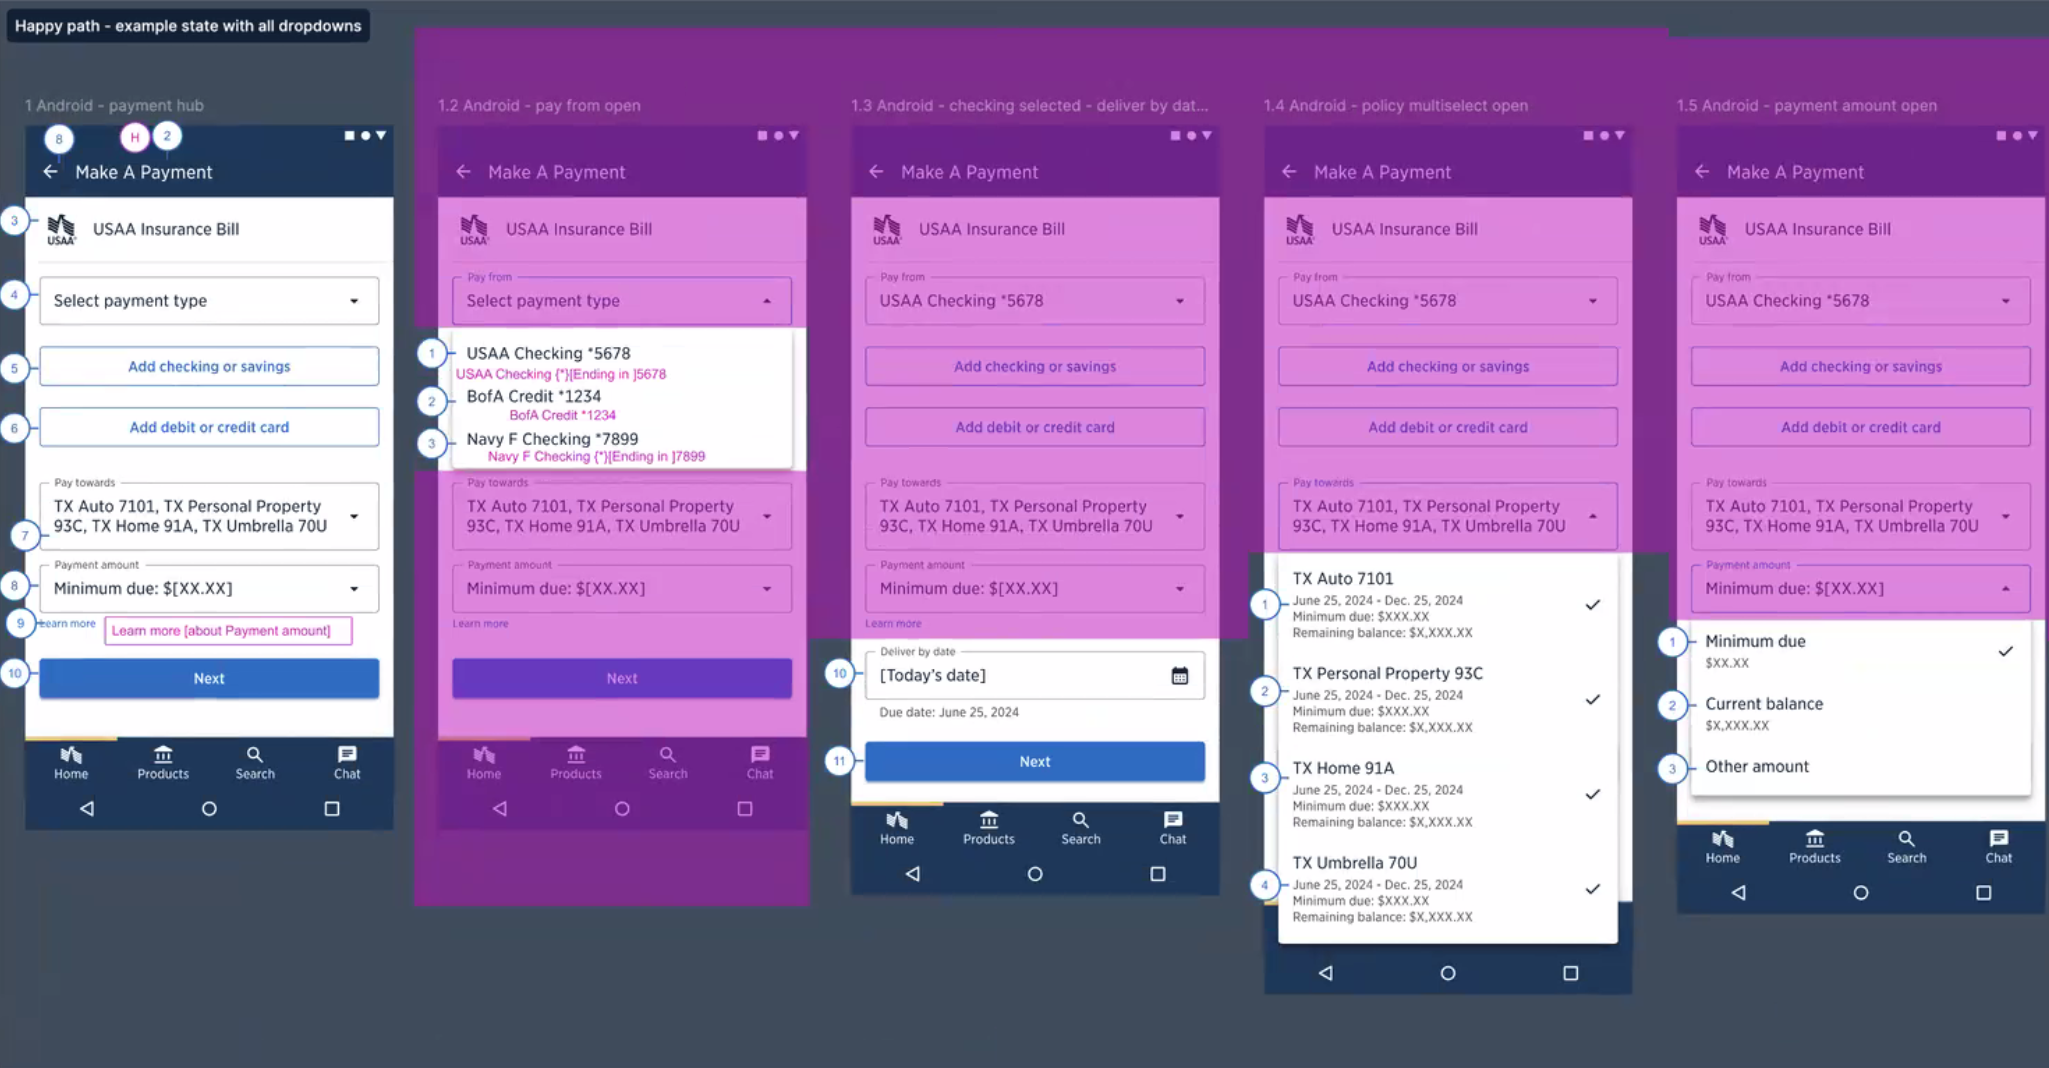 Happy path - example state with all dropdowns
1 Android - payment hub
8
H
2
Make A Payment
3
USAA
USAA Insurance Bill
4
Select payment type
5
Add checking or savings
6
Add debit or credit card
Pay towards
TX Auto 7101, TX Personal Property
93C, TX Home 91A, TX Umbrella 70U
7
Payment amount
8
Minimum due: $[XX.XX]
9
Learn more
Learn more [about Payment amount]
10
Next
Home
Products
Search
Chat
1.2 Android - pay from open
Make A Payment
USAA
USAA Insurance Bill
Pay from
Select payment type
1
USAA Checking *5678
USAA Checking {*}[Ending in ]5678
2
BofA Credit *1234
BofA Credit *1234
3
Navy F Checking *7899
Navy F Checking {*}[Ending in ]7899
Pay towards
TX Auto 7101, TX Personal Property
93C, TX Home 91A, TX Umbrella 70U
Payment amount
Minimum due: $[XX.XX]
Learn more
Next
Home
Products
Search
Chat
1.3 Android - checking selected - deliver by dat...
Make A Payment
USAA
USAA Insurance Bill
Pay from
USAA Checking *5678
Add checking or savings
Add debit or credit card
Pay towards
TX Auto 7101, TX Personal Property
93C, TX Home 91A, TX Umbrella 70U
Payment amount
Minimum due: $[XX.XX]
Learn more
Deliver by date
10
[Today's date]
Due date: June 25, 2024
11
Next
Home
Products
Search
Chat
1.4 Android - policy multiselect open
Make A Payment
USAA
USAA Insurance Bill
Pay from
USAA Checking *5678
Add checking or savings
Add debit or credit card
Pay towards
TX Auto 7101, TX Personal Property
93C, TX Home 91A, TX Umbrella 70U
TX Auto 7101
1
June 25, 2024 - Dec. 25, 2024
Minimum due: $XXX.XX
Remaining balance: $X,XXX.XX
TX Personal Property 93C
2
June 25, 2024 - Dec. 25, 2024
Minimum due: $XXX.XX
Remaining balance: $X,XXX.XX
TX Home 91A
3
June 25, 2024 - Dec. 25, 2024
Minimum due: $XXX.XX
Remaining balance: $X,XXX.XX
TX Umbrella 70U
4
June 25, 2024 - Dec. 25, 2024
Minimum due: $XXX.XX
Remaining balance: $X,XXX.XX
1.5 Android - payment amount open
Make A Payment
USAA
USAA Insurance Bill
Pay from
USAA Checking *5678
Add checking or savings
Add debit or credit card
Pay towards
TX Auto 7101, TX Personal Property
93C, TX Home 91A, TX Umbrella 70U
Payment amount
Minimum due: $[XX.XX]
1
Minimum due
$XX.XX
2
Current balance
$X,XXX.XX
3
Other amount
Home
Products
Search
Chat